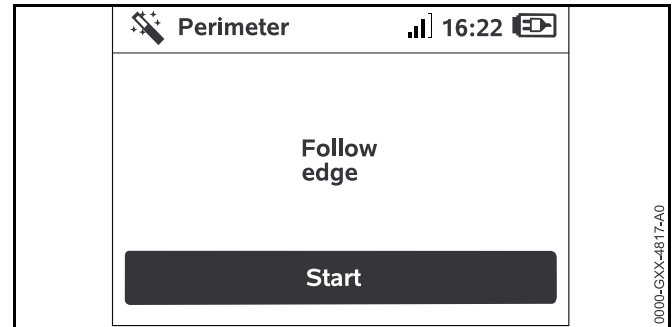 Perimeter 16:22
Follow
edge
Start
0000-GXX-4817-A0